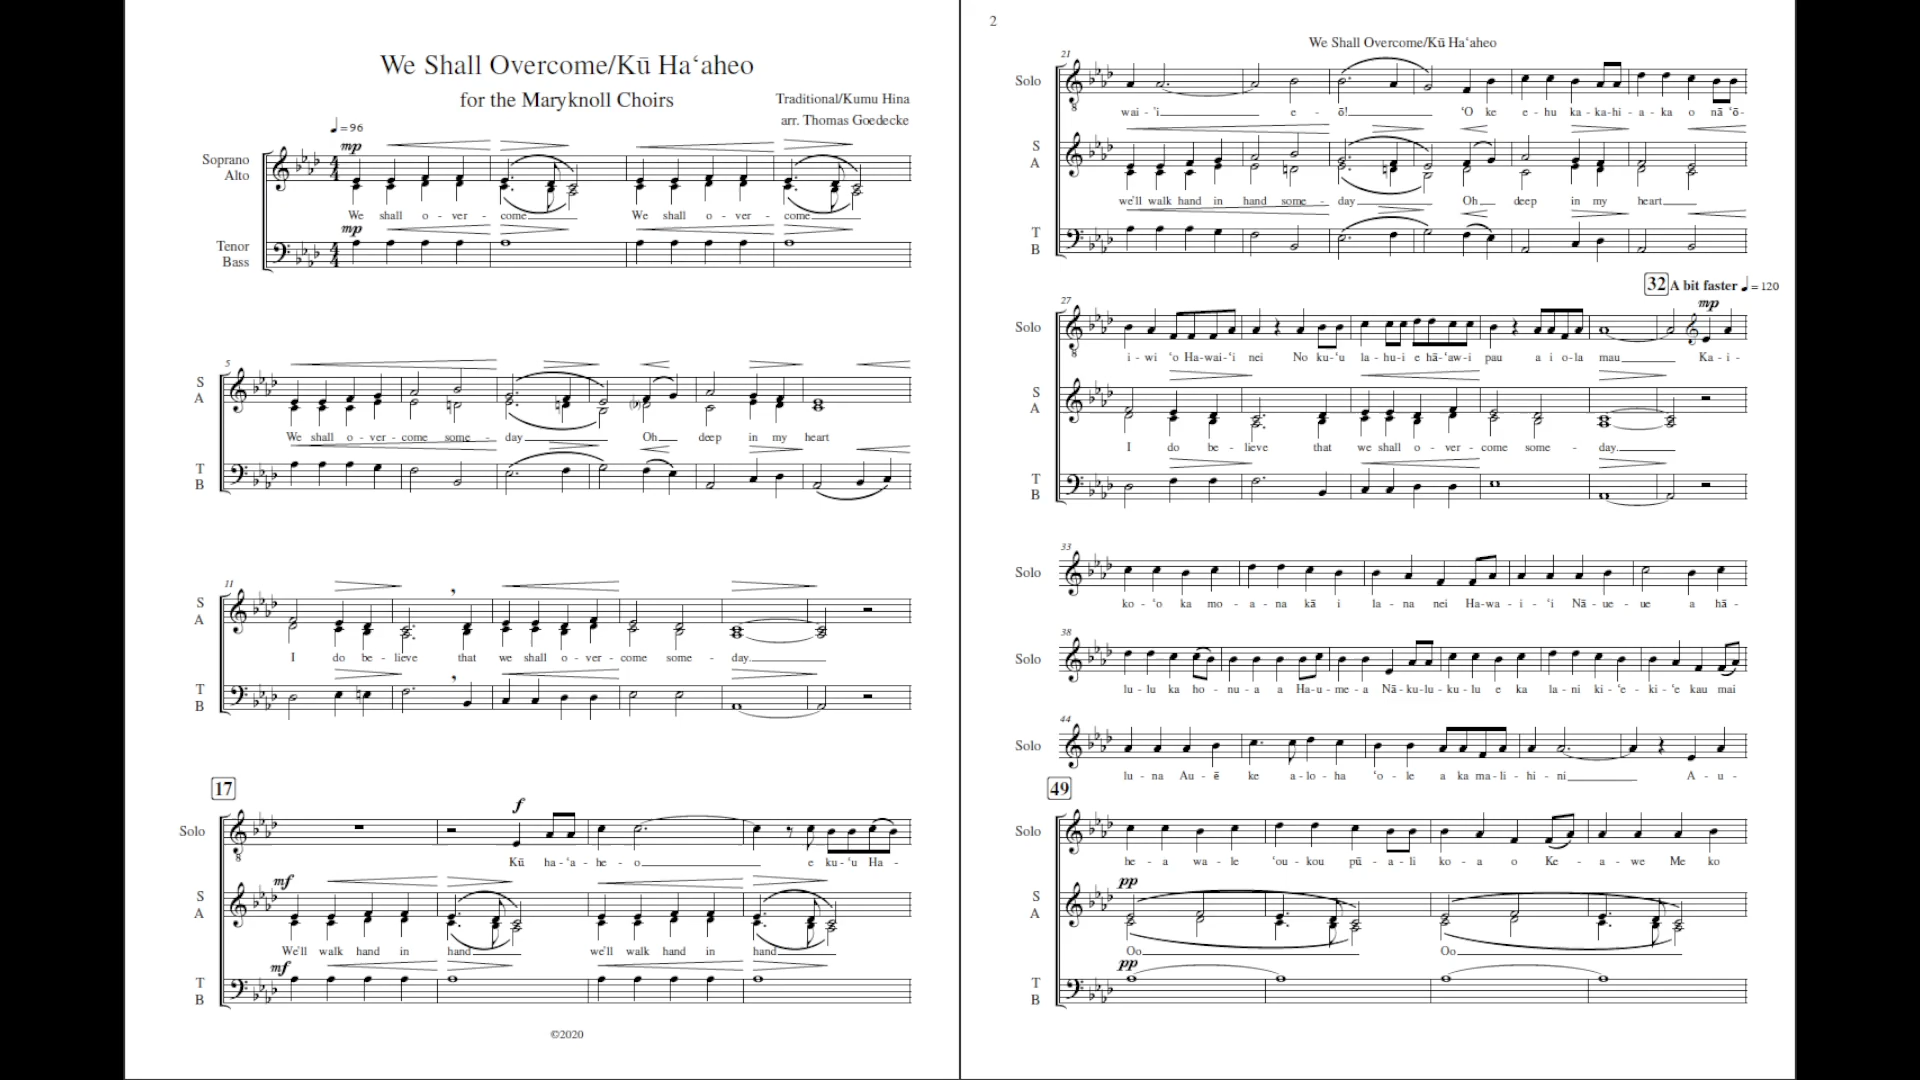 We Shall Overcome/Kū Haʻaheo
for the Maryknoll Choirs
Traditional/Kumu Hina
arr. Thomas Goedecke
♩ = 96
mp
Soprano
Alto
4/4
We shall o - ver - come We shall o - ver - come
mp
Tenor
Bass
4/4
5
S
A
We shall o - ver - come some - day Oh deep in my heart
T
B
11
S
A
I do be - lieve that we shall o - ver - come some - day.
T
B
17
f
Solo
8
Kū ha - ʻa - he - o e ku - ʻu Ha -
mf
S
A
We'll walk hand in hand we'll walk hand in hand
mf
T
B
©2020
2
We Shall Overcome/Kū Haʻaheo
21
Solo
8
wai - ʻi e - ō! ʻO ke e - hu ka - ka-hi - a - ka o nā ʻō-
S
A
we'll walk hand in hand some - day Oh deep in my heart
T
B
32 A bit faster ♩ = 120
27
mp
Solo
8
i - wi ʻo Ha-wai-ʻi nei No ku-ʻu la-hu-i e hā-ʻaw-i pau a i o-la mau Ka - i -
S
A
I do be - lieve that we shall o - ver - come some - day.
T
B
33
Solo
ko - ʻo ka mo - a - na kā i la - na nei Ha-wa - i - ʻi Nā - ue - ue a hā -
38
Solo
lu - lu ka ho - nu - a a Ha - u - me - a Nā - ku-lu - ku - lu e ka la - ni ki - ʻe - ki - ʻe kau mai
44
Solo
lu - na Au - ē ke a - lo - ha ʻo - le a ka ma - li - hi - ni A - u -
49
Solo
he - a wa - le ʻou - kou pū - a - li ko - a o Ke - a - we Me ko
pp
S
A
Oo Oo
pp
T
B